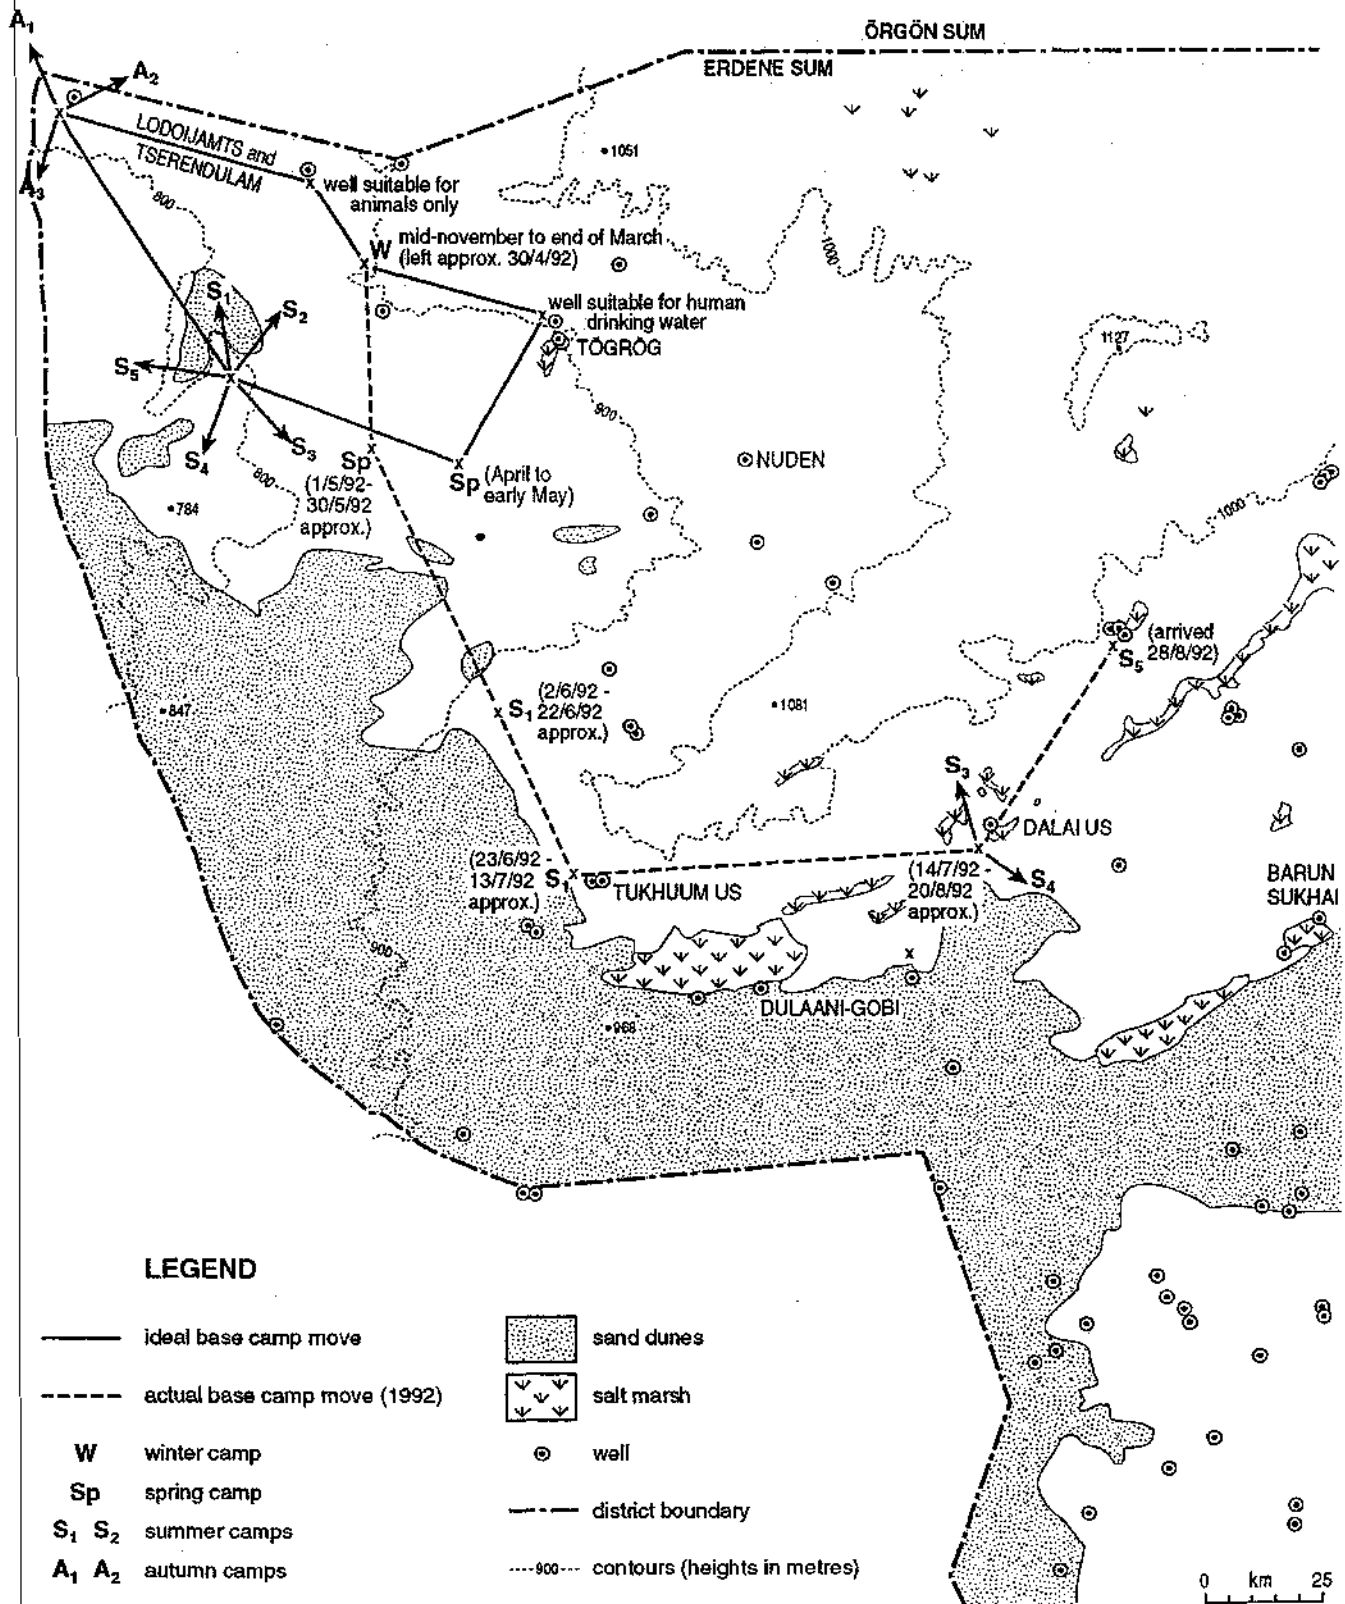 A₁
ÖRGÖN SUM
ERDENE SUM
A₂
LODOIJAMTS and
TSERENDULAM
A₃
800
well suitable for
animals only
1051
W
mid-november to end of March
(left approx. 30/4/92)
1000
S₁
S₂
well suitable for human
drinking water
TÖGRÖG
1127
S₅
900
S₄
S₃
800
Sp
(1/5/92-
30/5/92
approx.)
Sp
(April to
early May)
NUDEN
784
1000
(arrived
28/8/92)
S₅
847
S₁
(2/6/92 -
22/6/92
approx.)
1081
S₃
DALAI US
(23/6/92 -
13/7/92
approx.)
S₁
TUKHUUM US
(14/7/92 -
20/8/92
approx.)
S₄
BARUN
SUKHAI
900
DULAANI-GOBI
968
LEGEND
ideal base camp move
actual base camp move (1992)
W winter camp
Sp spring camp
S₁ S₂ summer camps
A₁ A₂ autumn camps
sand dunes
salt marsh
well
district boundary
900 contours (heights in metres)
0 km 25